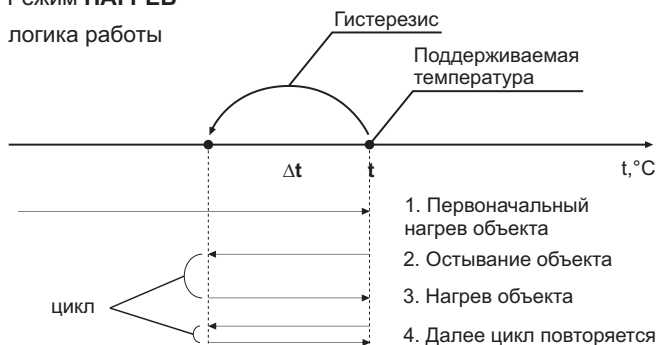 Режим НАГРЕВ
логика работы
Гистерезис
Поддерживаемая
температура
Δt
t
t,°C
1. Первоначальный
нагрев объекта
2. Остывание объекта
3. Нагрев объекта
цикл
4. Далее цикл повторяется